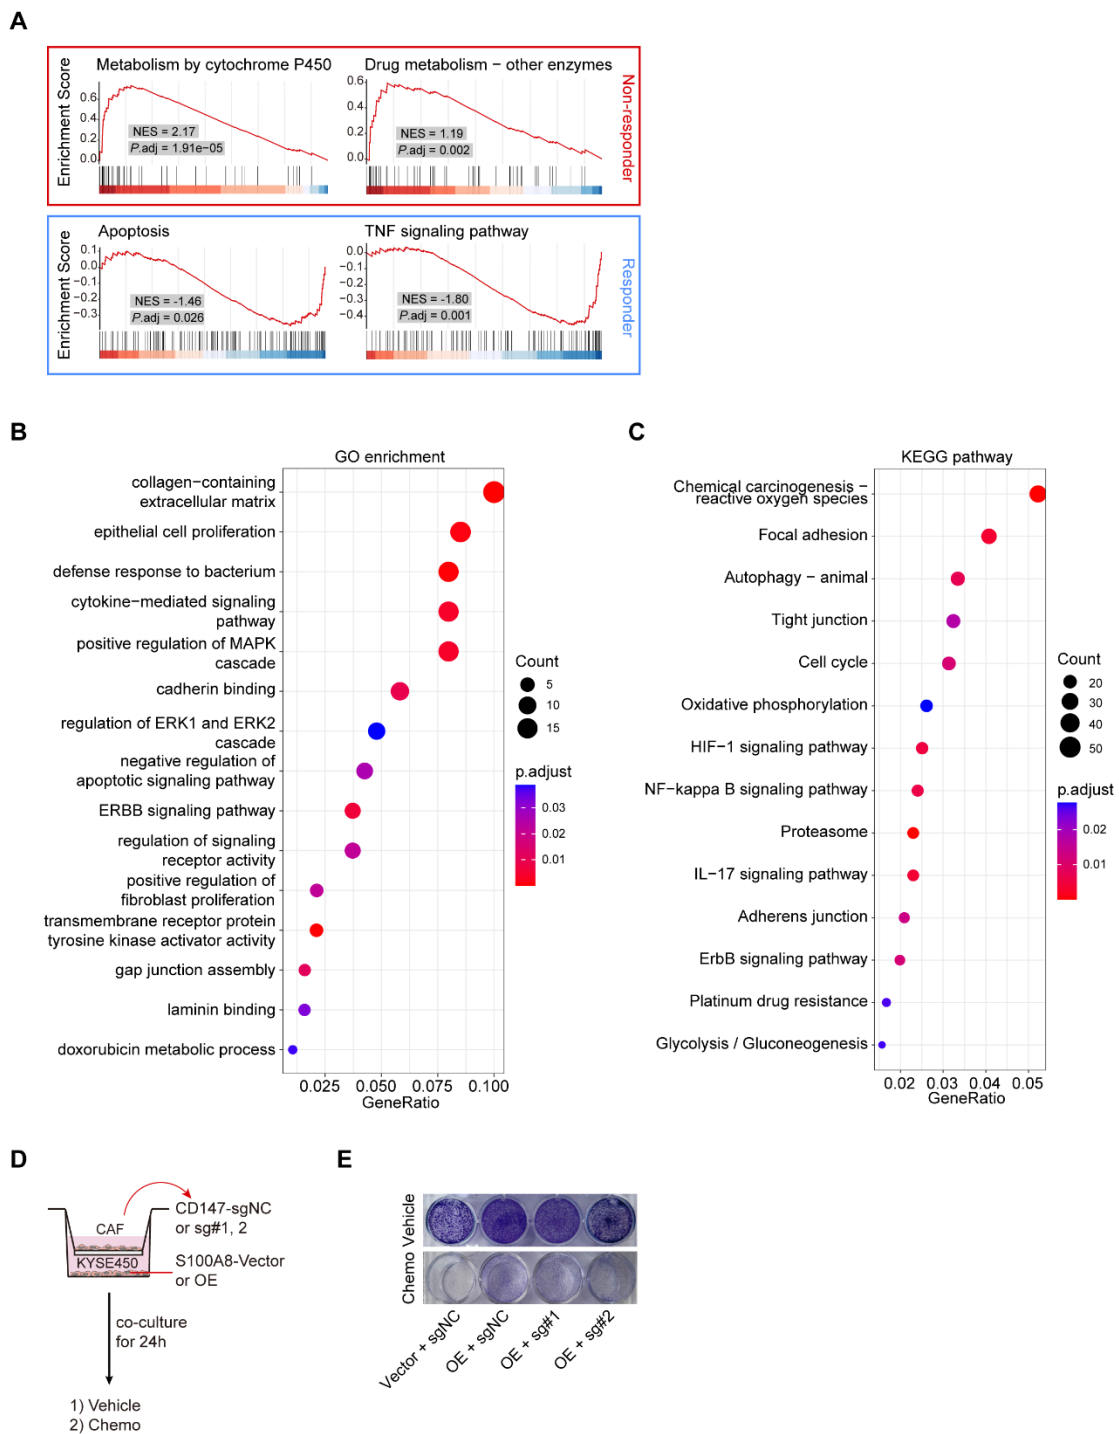 A
Metabolism by cytochrome P450
Drug metabolism − other enzymes
Enrichment Score
0.6
0.4
0.2
0.0
NES = 2.17
P.adj = 1.91e−05
0.6
0.4
0.2
0.0
NES = 1.19
P.adj = 0.002
Non-responder
Apoptosis
TNF signaling pathway
Enrichment Score
0.1
0.0
−0.1
−0.2
−0.3
NES = -1.46
P.adj = 0.026
0.0
−0.1
−0.2
−0.3
−0.4
NES = -1.80
P.adj = 0.001
Responder
B
GO enrichment
collagen−containing
extracellular matrix
epithelial cell proliferation
defense response to bacterium
cytokine−mediated signaling
pathway
positive regulation of MAPK
cascade
cadherin binding
regulation of ERK1 and ERK2
cascade
negative regulation of
apoptotic signaling pathway
ERBB signaling pathway
regulation of signaling
receptor activity
positive regulation of
fibroblast proliferation
transmembrane receptor protein
tyrosine kinase activator activity
gap junction assembly
laminin binding
doxorubicin metabolic process
0.025 0.050 0.075 0.100
GeneRatio
Count
5
10
15
p.adjust
0.03
0.02
0.01
C
KEGG pathway
Chemical carcinogenesis −
reactive oxygen species
Focal adhesion
Autophagy − animal
Tight junction
Cell cycle
Oxidative phosphorylation
HIF−1 signaling pathway
NF−kappa B signaling pathway
Proteasome
IL−17 signaling pathway
Adherens junction
ErbB signaling pathway
Platinum drug resistance
Glycolysis / Gluconeogenesis
0.02 0.03 0.04 0.05
GeneRatio
Count
20
30
40
50
p.adjust
0.02
0.01
D
CAF
KYSE450
CD147-sgNC
or sg#1, 2
S100A8-Vector
or OE
co-culture
for 24h
1) Vehicle
2) Chemo
E
Vehicle
Chemo
Vector + sgNC
OE + sgNC
OE + sg#1
OE + sg#2